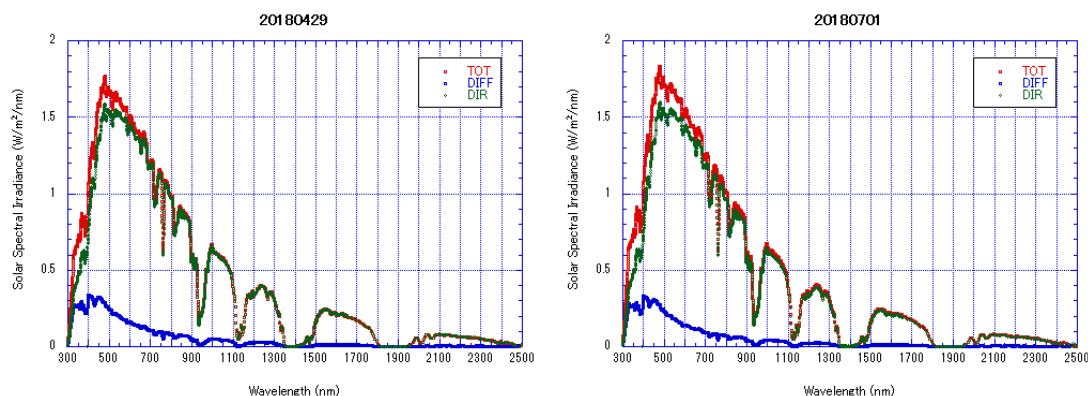 20180429
2
1.5
1
0.5
0
Solar Spectral Irradiance (W/m²/nm)
TOT
DIFF
DIR
300 500 700 900 1100 1300 1500 1700 1900 2100 2300 2500
Wavelength (nm)
20180701
2
1.5
1
0.5
0
Solar Spectral Irradiance (W/m²/nm)
TOT
DIFF
DIR
300 500 700 900 1100 1300 1500 1700 1900 2100 2300 2500
Wavelength (nm)